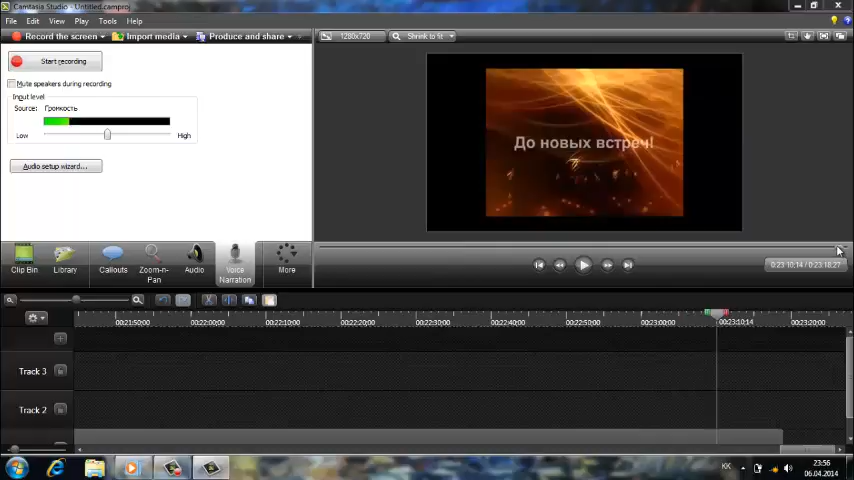 Camtasia Studio - Untitled.camproj
File Edit View Play Tools Help
Record the screen Import media Produce and share
1280x720 Shrink to fit
Start recording
Mute speakers during recording
Input level
Source: Громкость
Low High
Audio setup wizard...
До новых встреч!
Clip Bin Library Callouts Zoom-n-Pan Audio Voice Narration More
0:23:10;14 / 0:23:18;27
00:21:50;00 00:22:00;00 00:22:10;00 00:22:20;00 00:22:30;00 00:22:40;00 00:22:50;00 00:23:00;00 00:23:10;14 00:23:20;00
Track 3
Track 2
KK
23:56
06.04.2014